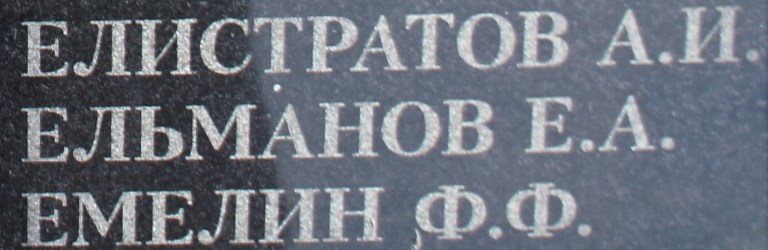 ЕЛИСТРАТОВ А.И.
ЕЛЬМАНОВ Е.А.
ЕМЕЛИН Ф.Ф.